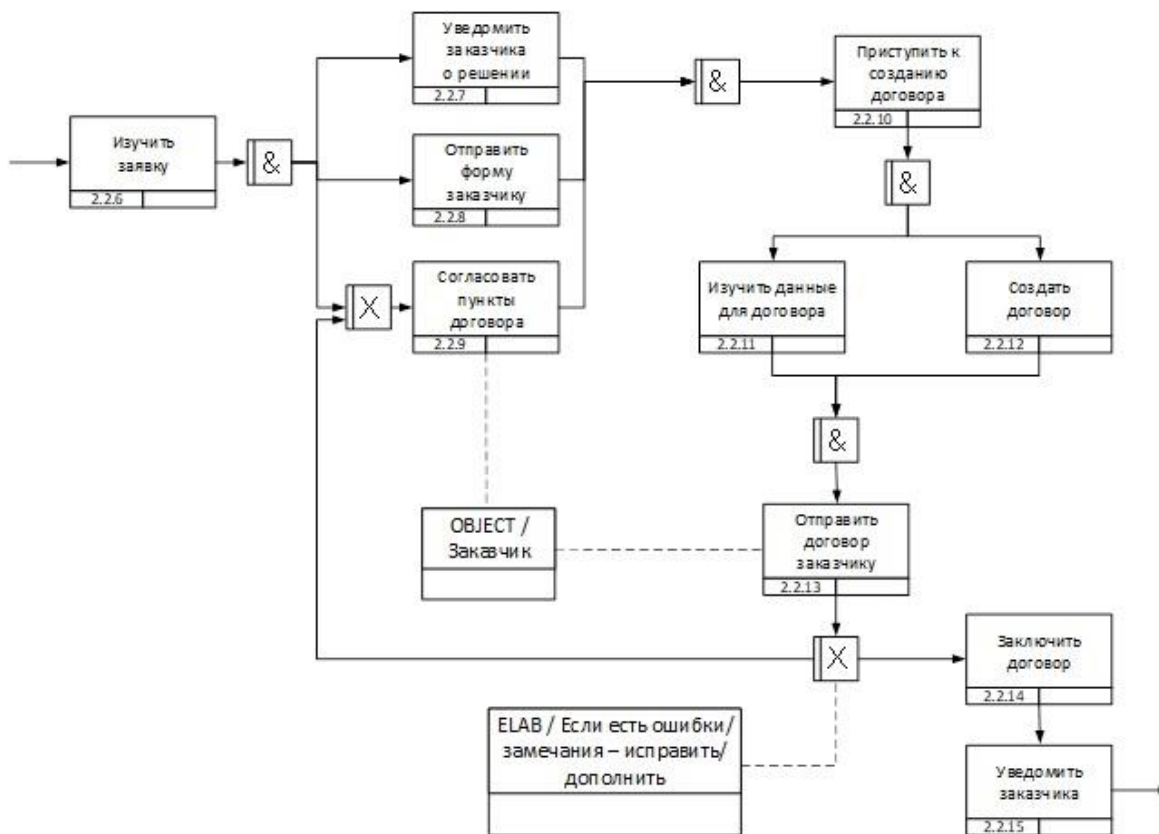 Уведомить
заказчика
о решении
2.2.7
Приступить к
созданию
договора
2.2.10
&
Изучить
заявку
2.2.6
&
Отправить
форму
заказчику
2.2.8
&
Согласовать
пункты
договора
2.2.9
X
Изучить данные
для договора
2.2.11
Создать
договор
2.2.12
&
OBJECT /
Закавчик
Отправить
договор
заказчику
2.2.13
X
Заключить
договор
2.2.14
ELAB / Если есть ошибки/
замечания – исправить/
дополнить
Уведомить
заказчика
2.2.15